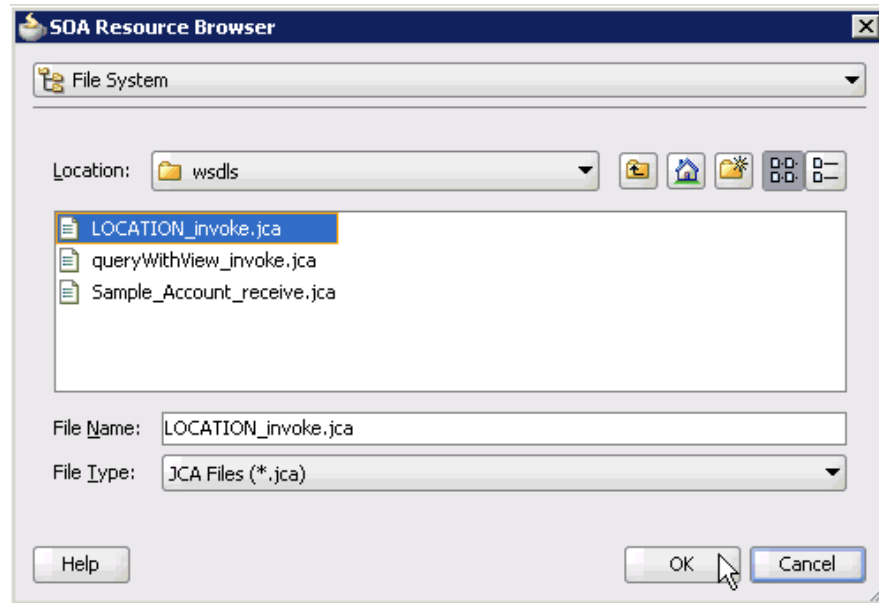 SOA Resource Browser
File System
Location: wsdls
LOCATION_invoke.jca
queryWithView_invoke.jca
Sample_Account_receive.jca
File Name: LOCATION_invoke.jca
File Type: JCA Files (*.jca)
Help OK Cancel